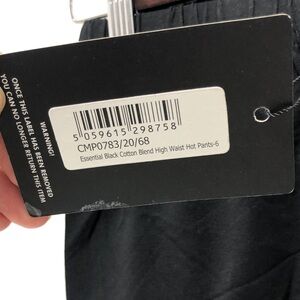 WARNING!
ONCE THIS LABEL HAS BEEN REMOVED
YOU CAN NO LONGER RETURN THIS ITEM
5 059615 298758
CMP0783/20/68
Essential Black Cotton Blend High Waist Hot Pants-6